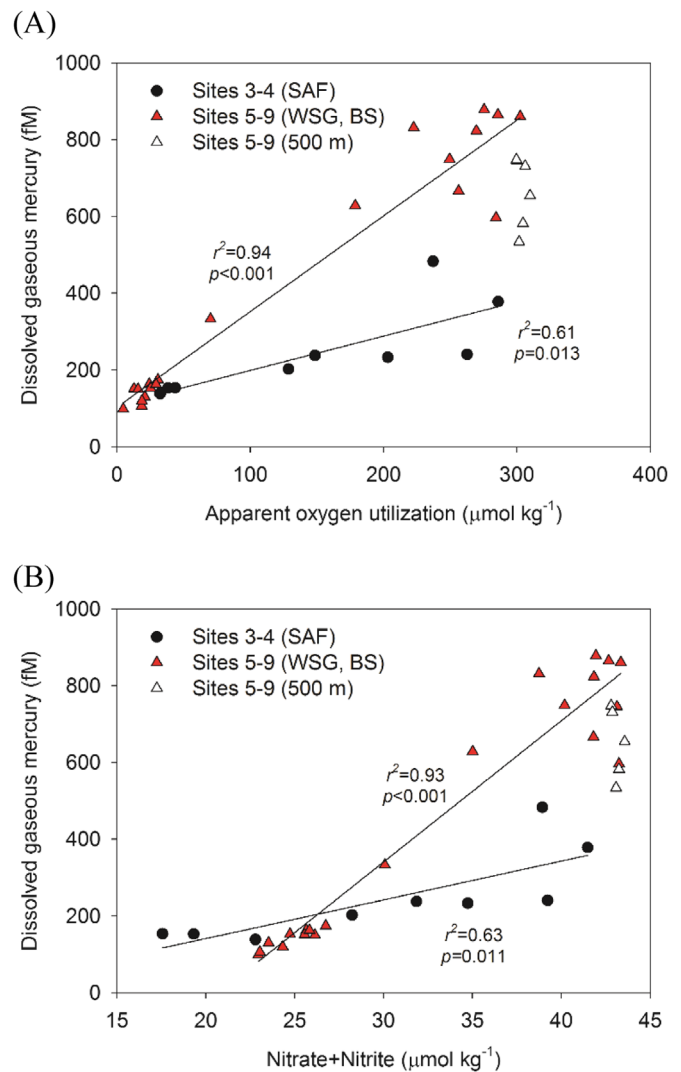 (A)
1000
800
600
400
200
0
Dissolved gaseous mercury (fM)
Sites 3-4 (SAF)
Sites 5-9 (WSG, BS)
Sites 5-9 (500 m)
r²=0.94
p<0.001
r²=0.61
p=0.013
0 100 200 300 400
Apparent oxygen utilization (μmol kg⁻¹)
(B)
1000
800
600
400
200
0
Dissolved gaseous mercury (fM)
Sites 3-4 (SAF)
Sites 5-9 (WSG, BS)
Sites 5-9 (500 m)
r²=0.93
p<0.001
r²=0.63
p=0.011
15 20 25 30 35 40 45
Nitrate+Nitrite (μmol kg⁻¹)